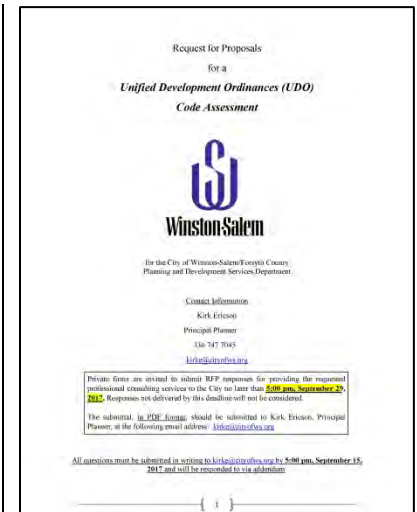 Request for Proposals
for a
Unified Development Ordinances (UDO)
Code Assessment
Winston-Salem
for the City of Winston-Salem/Forsyth County
Planning and Development Services Department
Contact Information
Kirk Ericson
Principal Planner
336 747 7045
kirke@cityofws.org
Private firms are invited to submit RFP responses for providing the requested
professional consulting services to the City no later than 5:00 pm, September 29,
2017. Responses not delivered by this deadline will not be considered.
The submittal, in PDF format, should be submitted to Kirk Ericson, Principal
Planner, at the following email address: kirke@cityofws.org
All questions must be submitted in writing to kirke@cityofws.org by 5:00 pm, September 15,
2017 and will be responded to via addendum
1